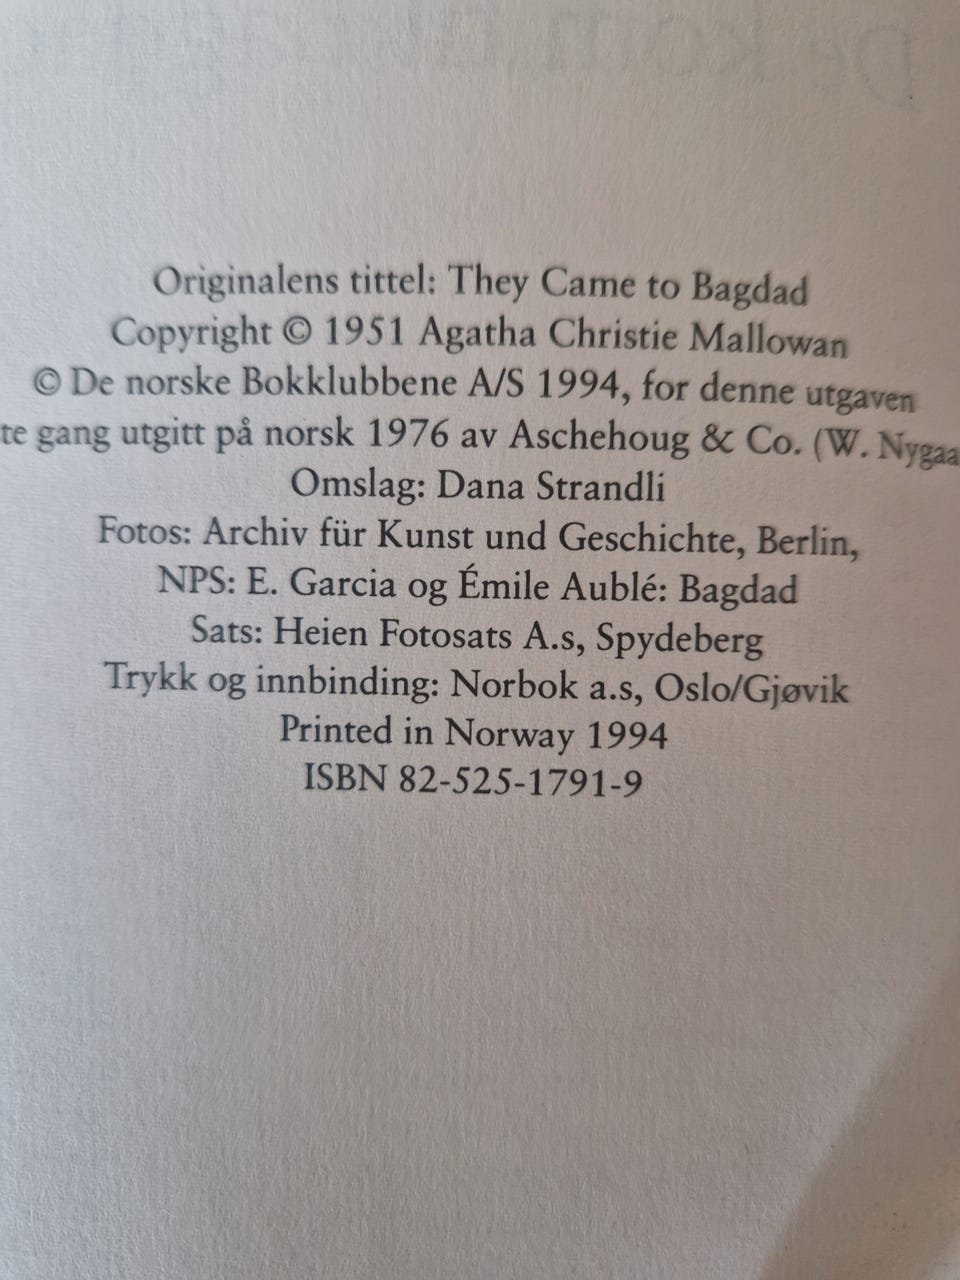 Originalens tittel: They Came to Bagdad
Copyright © 1951 Agatha Christie Mallowan
© De norske Bokklubbene A/S 1994, for denne utgaven
te gang utgitt på norsk 1976 av Aschehoug & Co. (W. Nygaa
Omslag: Dana Strandli
Fotos: Archiv für Kunst und Geschichte, Berlin,
NPS: E. Garcia og Émile Aublé: Bagdad
Sats: Heien Fotosats A.s, Spydeberg
Trykk og innbinding: Norbok a.s, Oslo/Gjøvik
Printed in Norway 1994
ISBN 82-525-1791-9